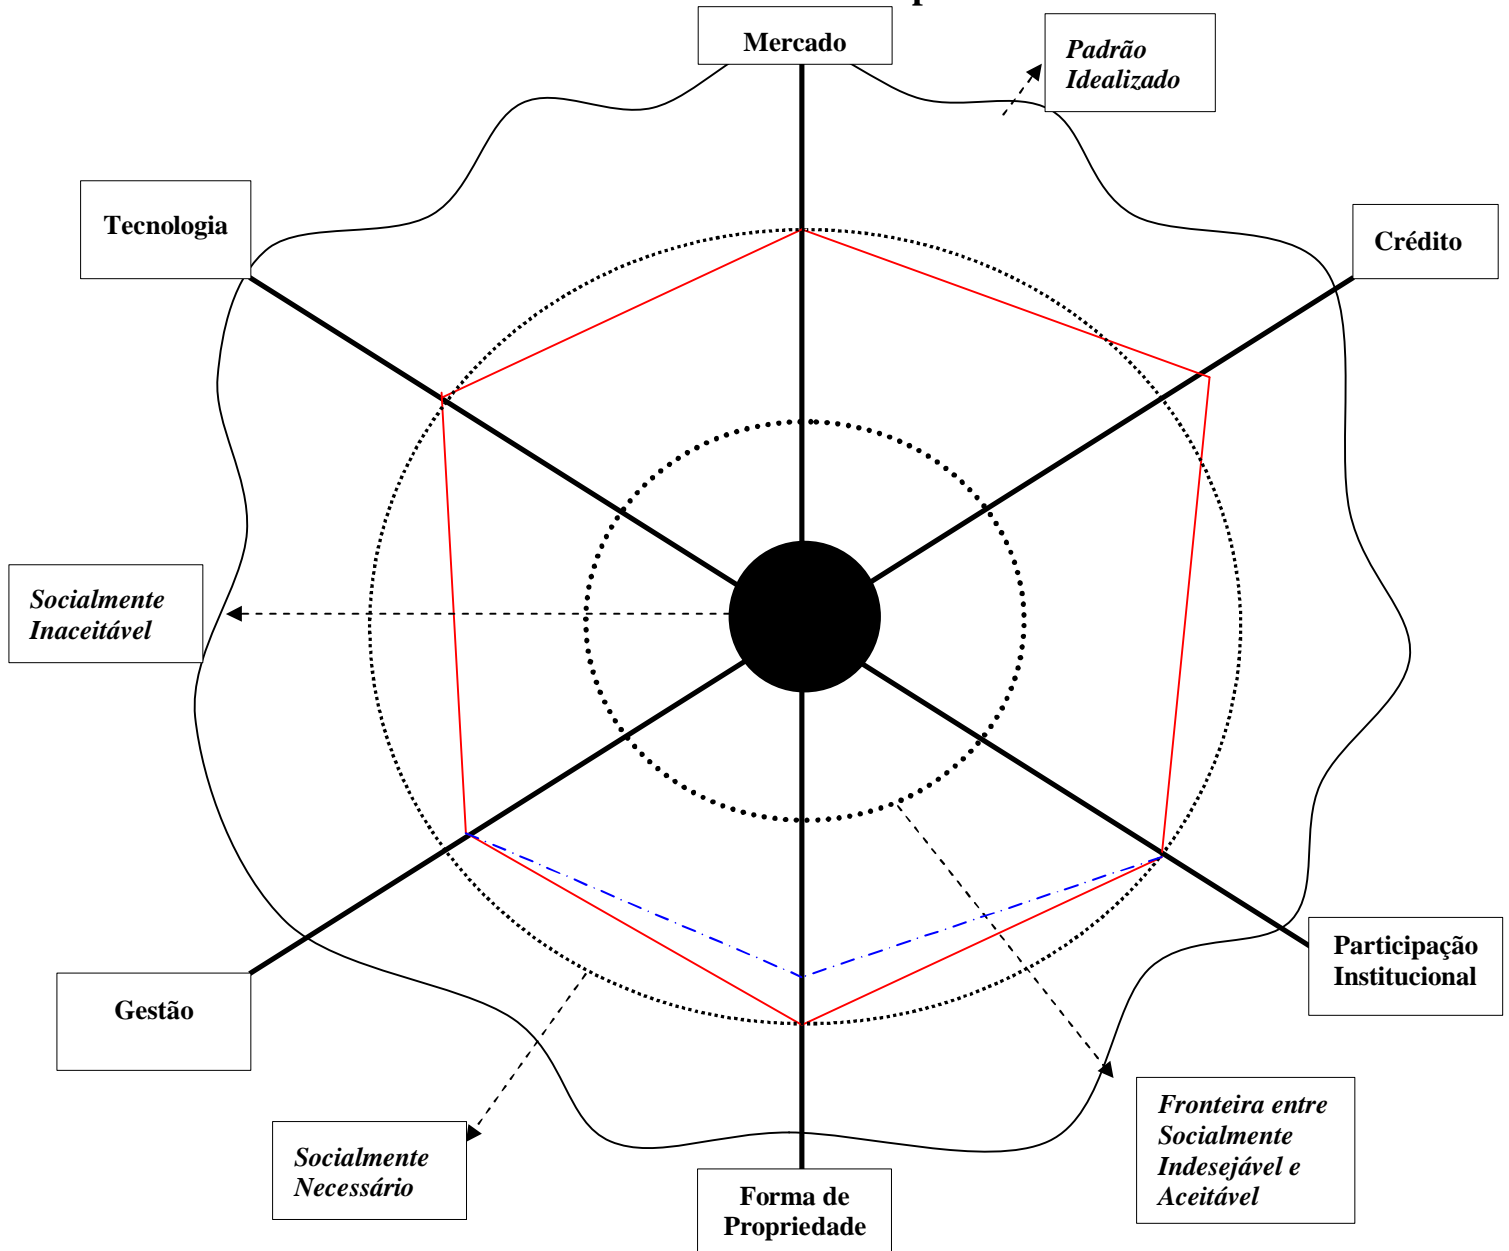 Mercado
Padrão
Idealizado
Tecnologia
Crédito
Socialmente
Inaceitável
Participação
Institucional
Gestão
Fronteira entre
Socialmente
Indesejável e
Aceitável
Socialmente
Necessário
Forma de
Propriedade